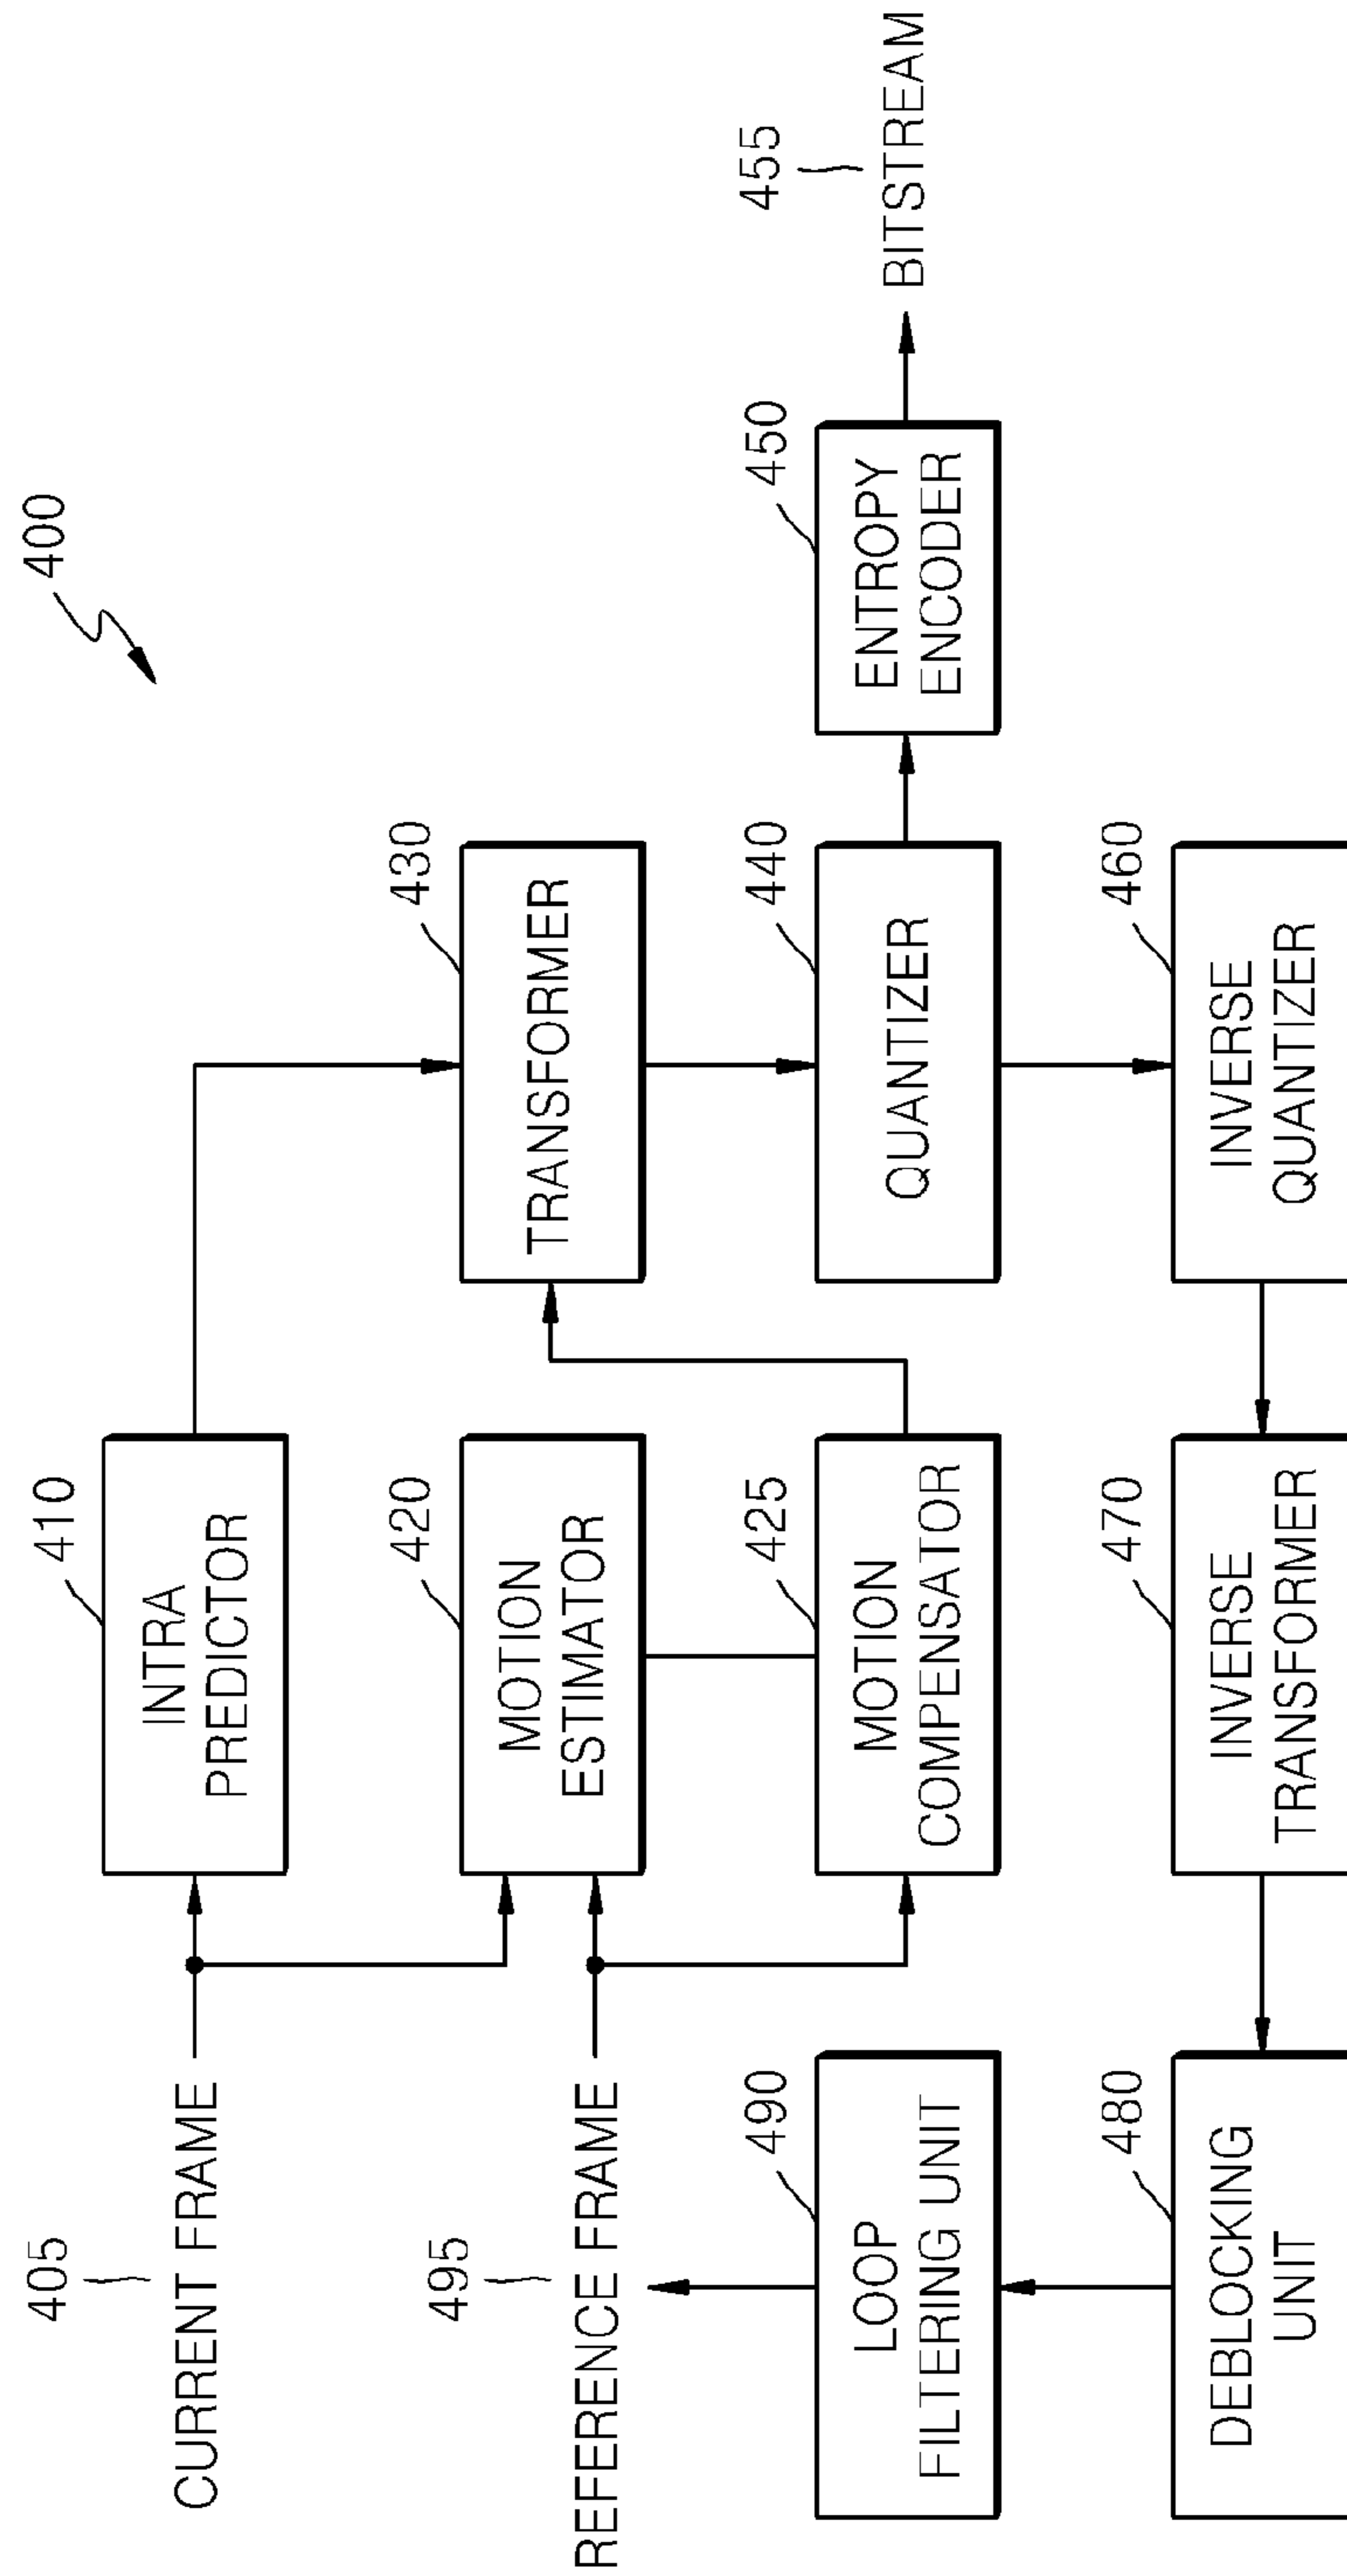 400
405
CURRENT FRAME
410
INTRA
PREDICTOR
495
REFERENCE FRAME
420
MOTION
ESTIMATOR
430
TRANSFORMER
490
LOOP
FILTERING UNIT
425
MOTION
COMPENSATOR
440
QUANTIZER
450
ENTROPY
ENCODER
455
BITSTREAM
480
DEBLOCKING
UNIT
470
INVERSE
TRANSFORMER
460
INVERSE
QUANTIZER